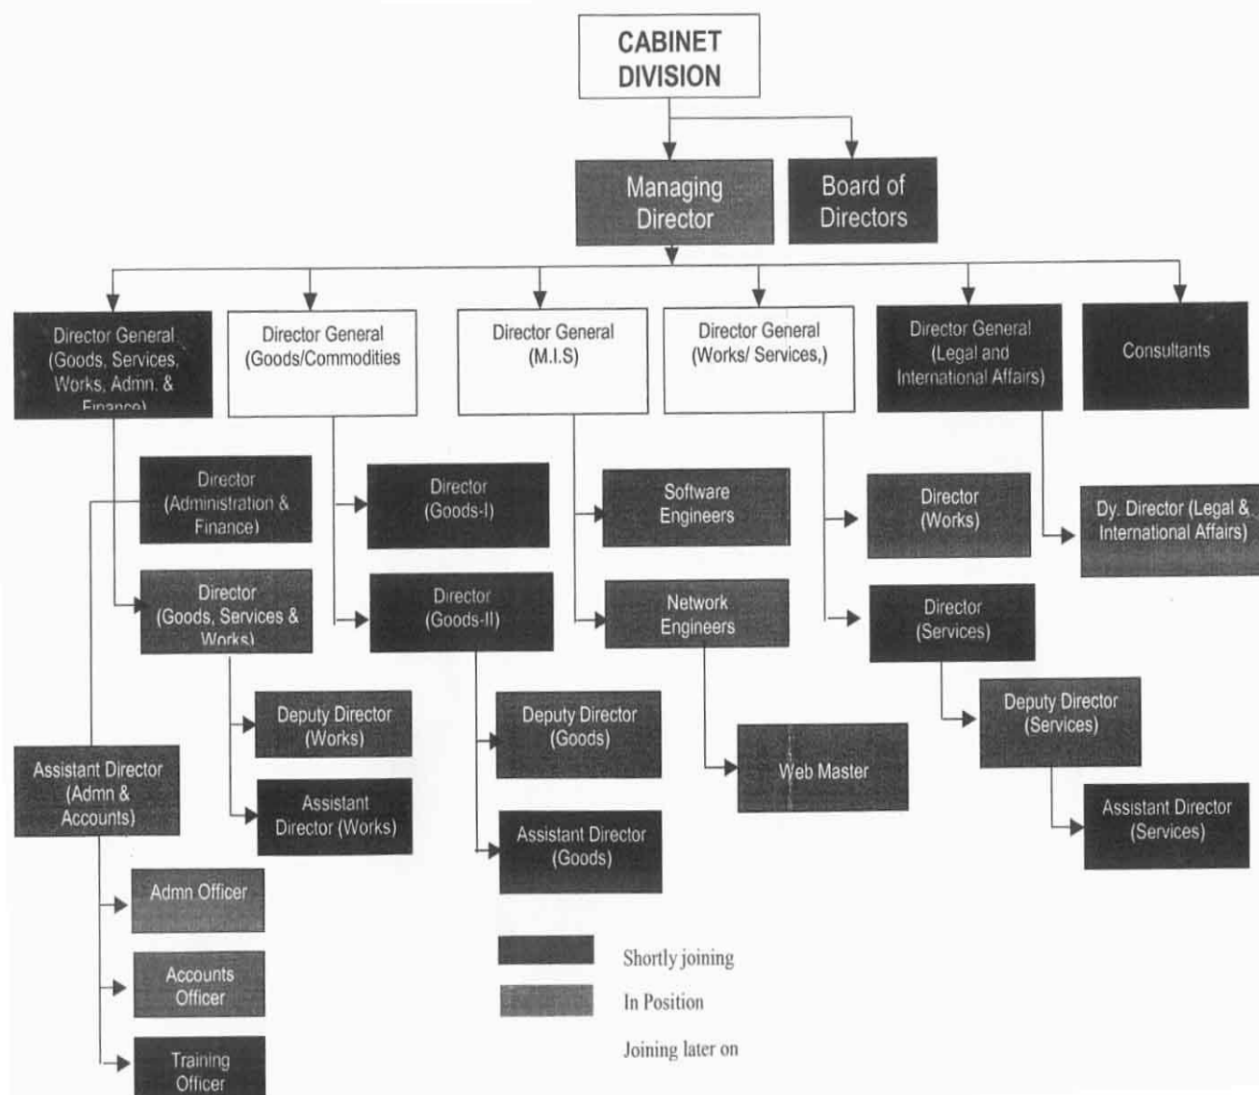 CABINET
DIVISION
Managing
Director
Board of
Directors
Director General
(Goods, Services,
Works, Admn. &
Finance)
Director General
(Goods/Commodities
Director General
(M.I.S)
Director General
(Works/ Services,)
Director General
(Legal and
International Affairs)
Consultants
Director
(Administration &
Finance)
Director
(Goods-I)
Software
Engineers
Director
(Works)
Dy. Director (Legal &
International Affairs)
Director
(Goods, Services &
Works)
Director
(Goods-II)
Network
Engineers
Director
(Services)
Deputy Director
(Works)
Deputy Director
(Goods)
Web Master
Deputy Director
(Services)
Assistant Director
(Admn &
Accounts)
Assistant
Director (Works)
Assistant Director
(Goods)
Assistant Director
(Services)
Admn Officer
Accounts
Officer
Training
Officer
Shortly joining
In Position
Joining later on